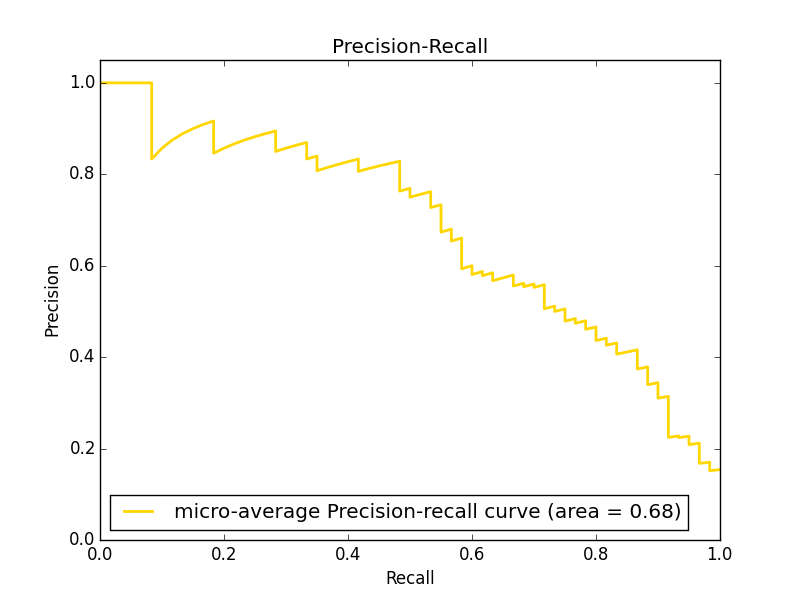 Precision-Recall
1.0
0.8
0.6
0.4
0.2
0.0
Precision
micro-average Precision-recall curve (area = 0.68)
0.0 0.2 0.4 0.6 0.8 1.0
Recall